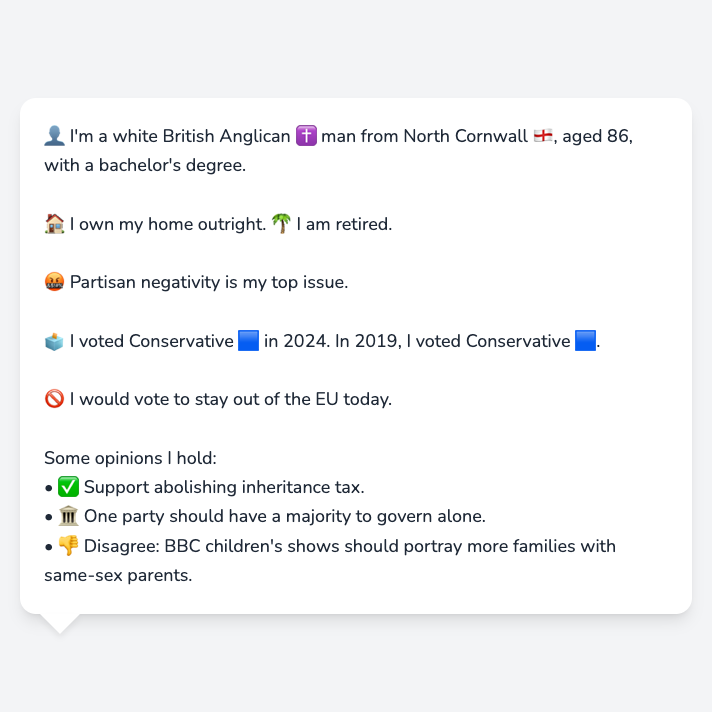 👤 I'm a white British Anglican ✝️ man from North Cornwall 🏴󠁧󠁢󠁥󠁮󠁧󠁿, aged 86,
with a bachelor's degree.
🏠 I own my home outright. 🌴 I am retired.
🤬 Partisan negativity is my top issue.
🗳️ I voted Conservative 🟦 in 2024. In 2019, I voted Conservative 🟦.
🚫 I would vote to stay out of the EU today.
Some opinions I hold:
• ✅ Support abolishing inheritance tax.
• 🏛️ One party should have a majority to govern alone.
• 👎 Disagree: BBC children's shows should portray more families with
same-sex parents.